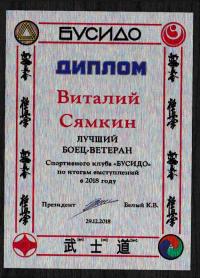 БУСИДО
ДИПЛОМ
Виталий
Сямкин
ЛУЧШИЙ
БОЕЦ-ВЕТЕРАН
Спортивного клуба «БУСИДО»
по итогам выступлений
в 2018 году
Президент Белый К.В.
29.12.2018
武士道